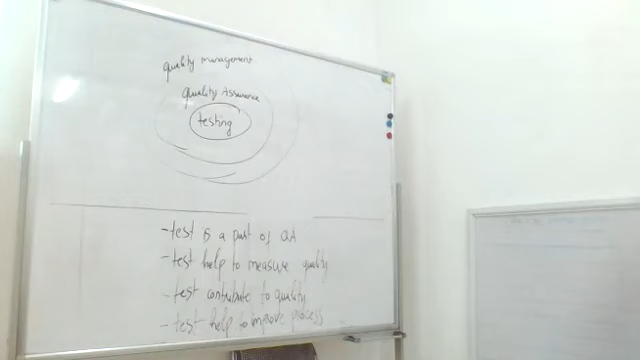 quality management
quality Assurance
testing
-test is a part of QA
-test help to measure quality
-test contribute to quality
-test help to improve process